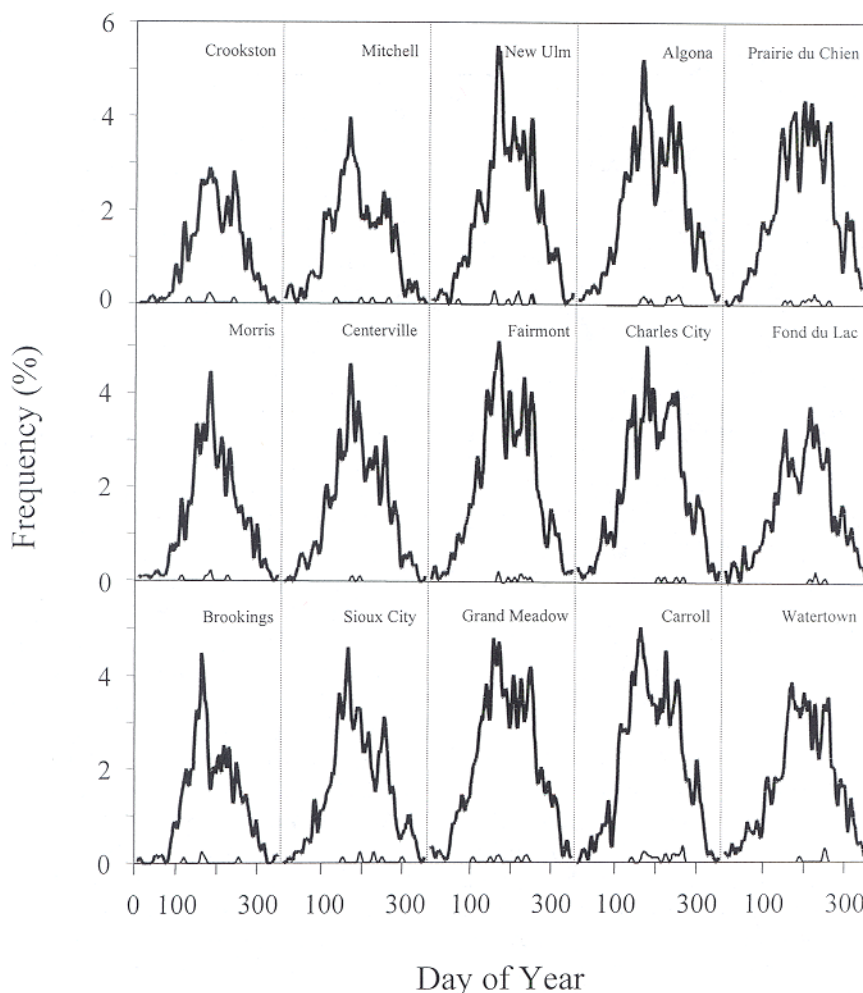 6
Crookston Mitchell New Ulm Algona Prairie du Chien
4
2
0
Morris Centerville Fairmont Charles City Fond du Lac
4
2
0
Brookings Sioux City Grand Meadow Carroll Watertown
4
2
0
0 100 300 100 300 100 300 100 300 100 300
Frequency (%)
Day of Year